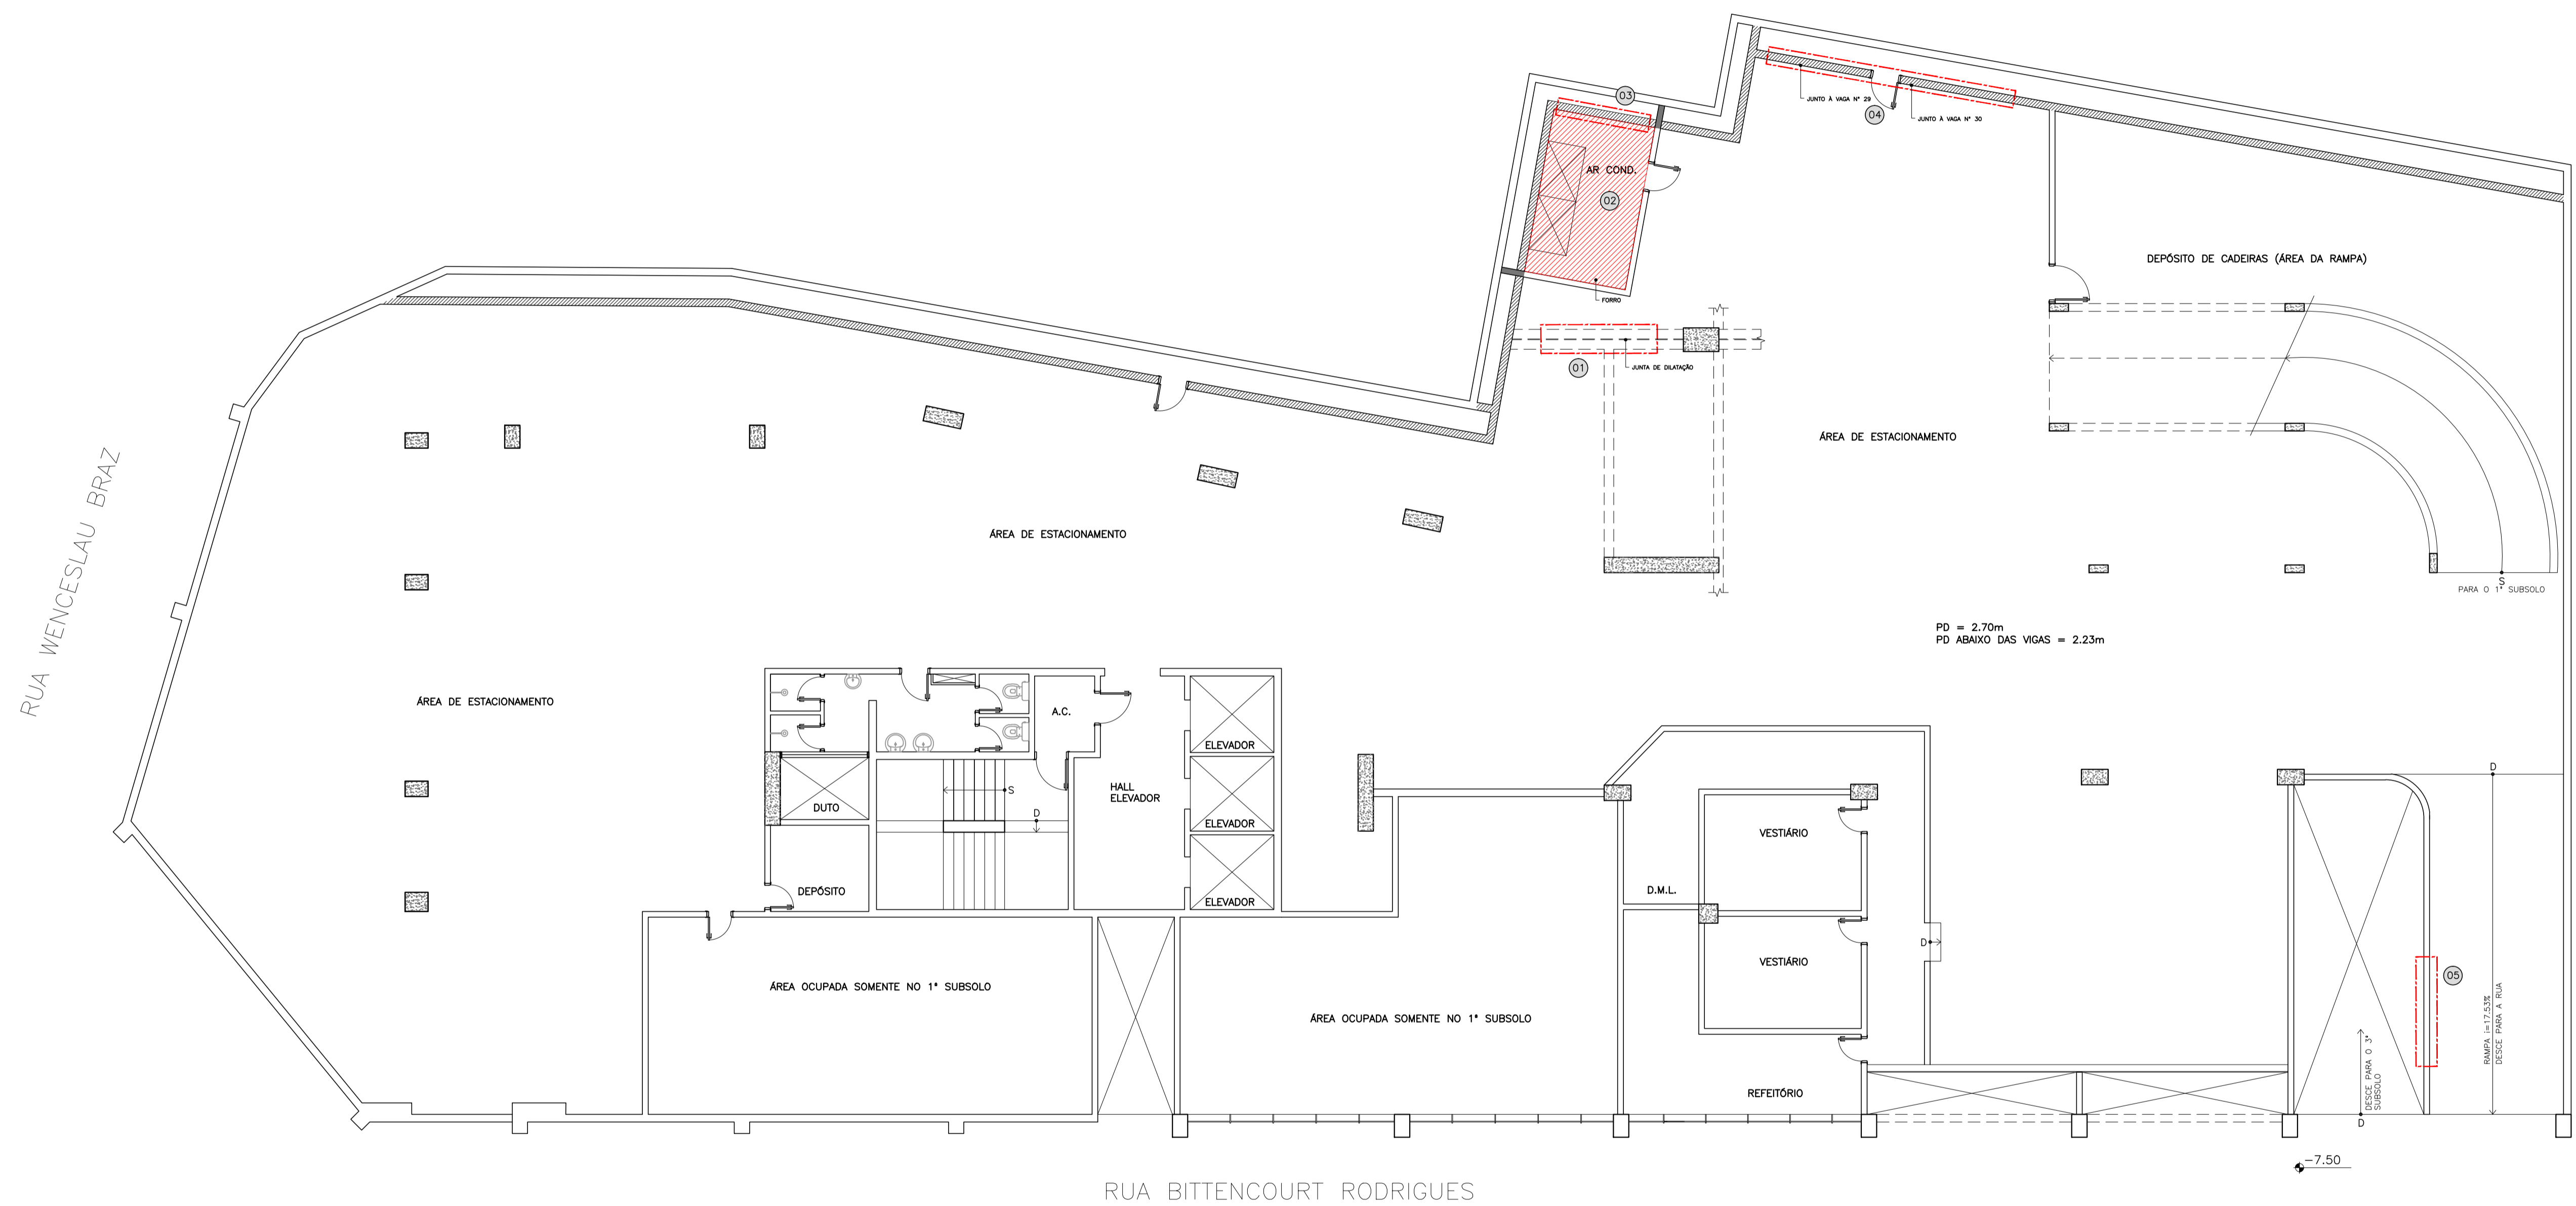 03
JUNTO À VAGA Nº 29
04
JUNTO À VAGA Nº 30
AR COND.
02
FORRO
DEPÓSITO DE CADEIRAS (ÁREA DA RAMPA)
01
JUNTA DE DILATAÇÃO
ÁREA DE ESTACIONAMENTO
RUA WENCESLAU BRAZ
ÁREA DE ESTACIONAMENTO
S
PARA O 1º SUBSOLO
PD = 2.70m
PD ABAIXO DAS VIGAS = 2.23m
ÁREA DE ESTACIONAMENTO
A.C.
ELEVADOR
HALL
ELEVADOR
S
D
DUTO
ELEVADOR
DEPÓSITO
ELEVADOR
VESTIÁRIO
D.M.L.
D
VESTIÁRIO
D
ÁREA OCUPADA SOMENTE NO 1º SUBSOLO
ÁREA OCUPADA SOMENTE NO 1º SUBSOLO
REFEITÓRIO
05
RAMPA i=17.53%
DESCE PARA A RUA
DESCE PARA O 3º
SUBSOLO
D
-7.50
RUA BITTENCOURT RODRIGUES